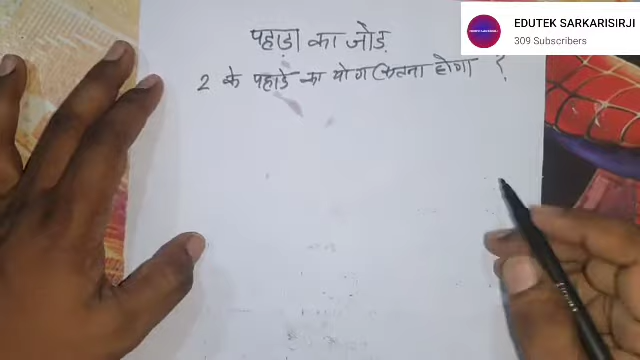 पहाड़ा का जोड़
2 के पहाड़े का योग कितना होगा ?
EDUTEK SARKARISIRJI
309 Subscribers